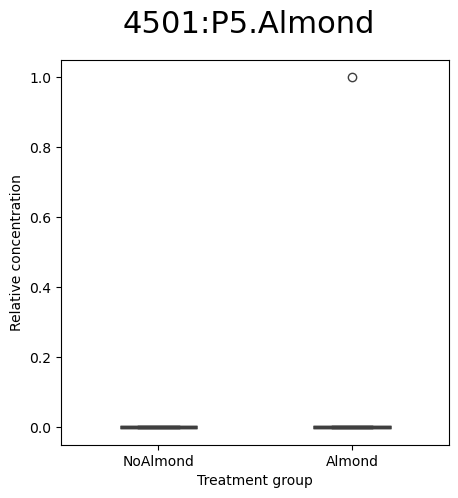 4501:P5.Almond
1.0
0.8
0.6
0.4
0.2
0.0
Relative concentration
NoAlmond
Almond
Treatment group